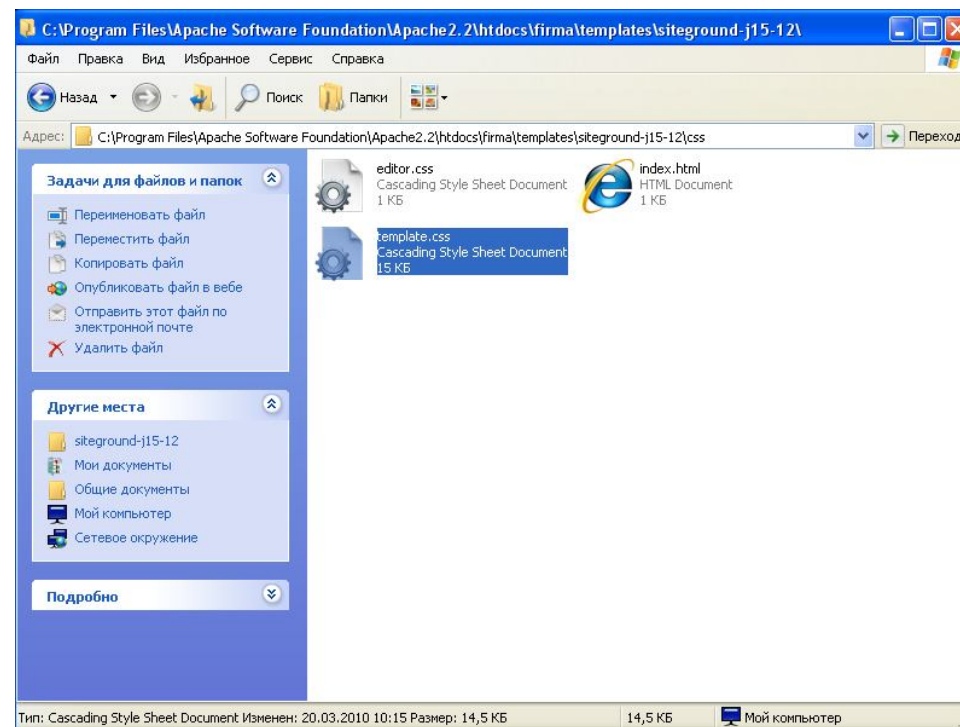 C:\Program Files\Apache Software Foundation\Apache2.2\htdocs\firma\templates\siteground-j15-12\
Файл Правка Вид Избранное Сервис Справка
Назад Поиск Папки
Адрес: C:\Program Files\Apache Software Foundation\Apache2.2\htdocs\firma\templates\siteground-j15-12\css Переход
Задачи для файлов и папок
Переименовать файл
Переместить файл
Копировать файл
Опубликовать файл в вебе
Отправить этот файл по
электронной почте
Удалить файл
Другие места
siteground-j15-12
Мои документы
Общие документы
Мой компьютер
Сетевое окружение
Подробно
editor.css
Cascading Style Sheet Document
1 КБ
index.html
HTML Document
1 КБ
template.css
Cascading Style Sheet Document
15 КБ
Тип: Cascading Style Sheet Document Изменен: 20.03.2010 10:15 Размер: 14,5 КБ 14,5 КБ Мой компьютер